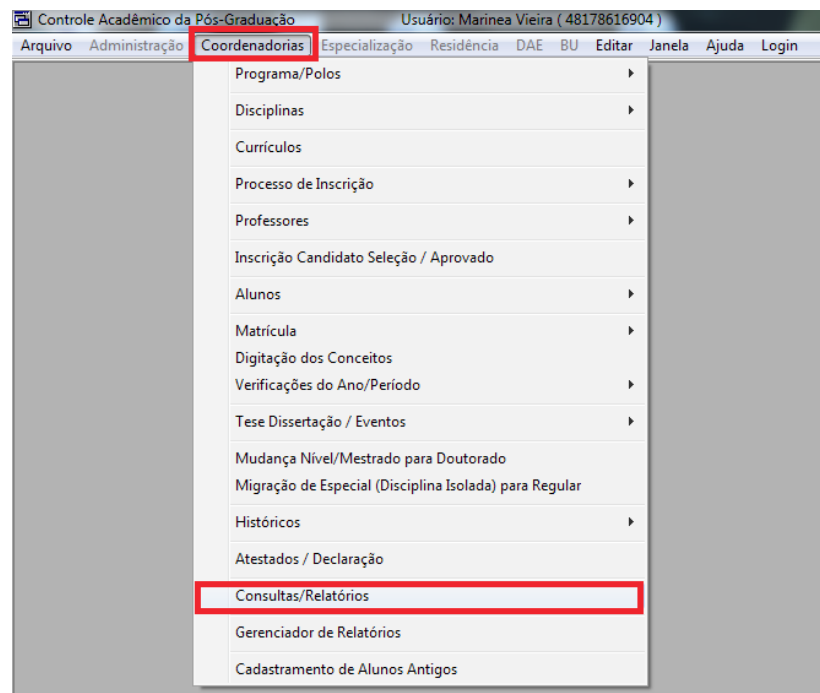 Controle Acadêmico da Pós-Graduação Usuário: Marinea Vieira ( 48178616904 )
Arquivo Administração Coordenadorias Especialização Residência DAE BU Editar Janela Ajuda Login
Programa/Polos
Disciplinas
Currículos
Processo de Inscrição
Professores
Inscrição Candidato Seleção / Aprovado
Alunos
Matrícula
Digitação dos Conceitos
Verificações do Ano/Período
Tese Dissertação / Eventos
Mudança Nível/Mestrado para Doutorado
Migração de Especial (Disciplina Isolada) para Regular
Históricos
Atestados / Declaração
Consultas/Relatórios
Gerenciador de Relatórios
Cadastramento de Alunos Antigos